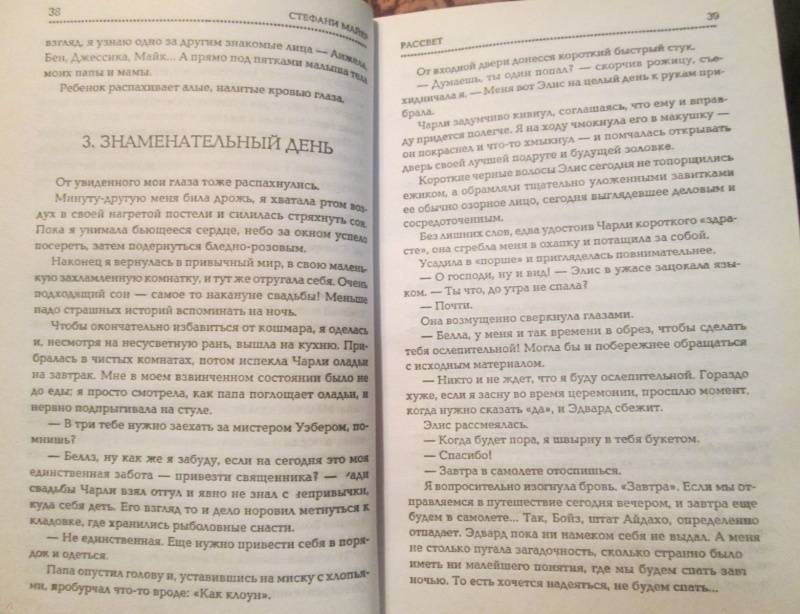 38
СТЕФАНИ МАЙЕР
взгляд, я узнаю одно за другим знакомые лица — Анжела,
Бен, Джессика, Майк... А прямо под пятками малыша тела
моих папы и мамы.
Ребенок распахивает алые, налитые кровью глаза.
3. ЗНАМЕНАТЕЛЬНЫЙ ДЕНЬ
От увиденного мои глаза тоже распахнулись.
Минуту-другую меня била дрожь, я хватала ртом воз-
дух в своей нагретой постели и силилась стряхнуть сон.
Пока я унимала бьющееся сердце, небо за окном успело
посереть, затем подернуться бледно-розовым.
Наконец я вернулась в привычный мир, в свою малень-
кую захламленную комнатку, и тут же отругала себя. Очень
подходящий сон — самое то накануне свадьбы! Меньше
надо страшных историй вспоминать на ночь.
Чтобы окончательно избавиться от кошмара, я оделась
и, несмотря на несусветную рань, вышла на кухню. При-
бралась в чистых комнатах, потом испекла Чарли оладьи
на завтрак. Мне в моем взвинченном состоянии было не
до еды; я просто смотрела, как папа поглощает оладьи, и
нервно подпрыгивала на стуле.
— В три тебе нужно заехать за мистером Уэбером, по-
мнишь?
— Беллз, ну как же я забуду, если на сегодня это моя
единственная забота — привезти священника? — ради
свадьбы Чарли взял отгул и явно не знал с непривычки,
куда себя деть. Его взгляд то и дело норовил метнуться к
кладовке, где хранились рыболовные снасти.
— Не единственная. Еще нужно привести себя в поря-
док и одеться.
Папа опустил голову и, уставившись на миску с хлопья-
ми, пробурчал что-то вроде: «Как клоун».
РАССВЕТ
39
От входной двери донесся короткий быстрый стук.
— Думаешь, ты один попал? — скорчив рожицу, съе-
хидничала я. — Меня вот Элис на целый день к рукам при-
брала.
Чарли задумчиво кивнул, соглашаясь, что ему и вправ-
ду придется полегче. Я на ходу чмокнула его в макушку —
он покраснел и что-то хмыкнул — и помчалась открывать
дверь своей лучшей подруге и будущей золовке.
Короткие черные волосы Элис сегодня не топорщились
ежиком, а обрамляли тщательно уложенными завитками
ее обычно озорное лицо, сегодня выглядевшее деловым и
сосредоточенным.
Без лишних слов, едва удостоив Чарли короткого «здра-
сте», она сгребла меня в охапку и потащила за собой.
Усадила в «порше» и пригляделась повнимательнее.
— О господи, ну и вид! — Элис в ужасе зацокала язы-
ком. — Ты что, до утра не спала?
— Почти.
Она возмущенно сверкнула глазами.
— Белла, у меня и так времени в обрез, чтобы сделать
тебя ослепительной! Могла бы и побережнее обращаться
с исходным материалом.
— Никто и не ждет, что я буду ослепительной. Гораздо
хуже, если я засну во время церемонии, просплю момент,
когда нужно сказать «да», и Эдвард сбежит.
Элис рассмеялась.
— Когда будет пора, я швырну в тебя букетом.
— Спасибо!
— Завтра в самолете отоспишься.
Я вопросительно изогнула бровь. «Завтра». Если мы от-
правляемся в путешествие сегодня вечером, и завтра еще
будем в самолете... Так, Бойз, штат Айдахо, определенно
отпадает. Эдвард пока ни намеком себя не выдал. А меня
не столько пугала загадочность, сколько странно было
иметь ни малейшего понятия, где мы будем спать зав
ночью. То есть хочется надеяться, не будем спать...